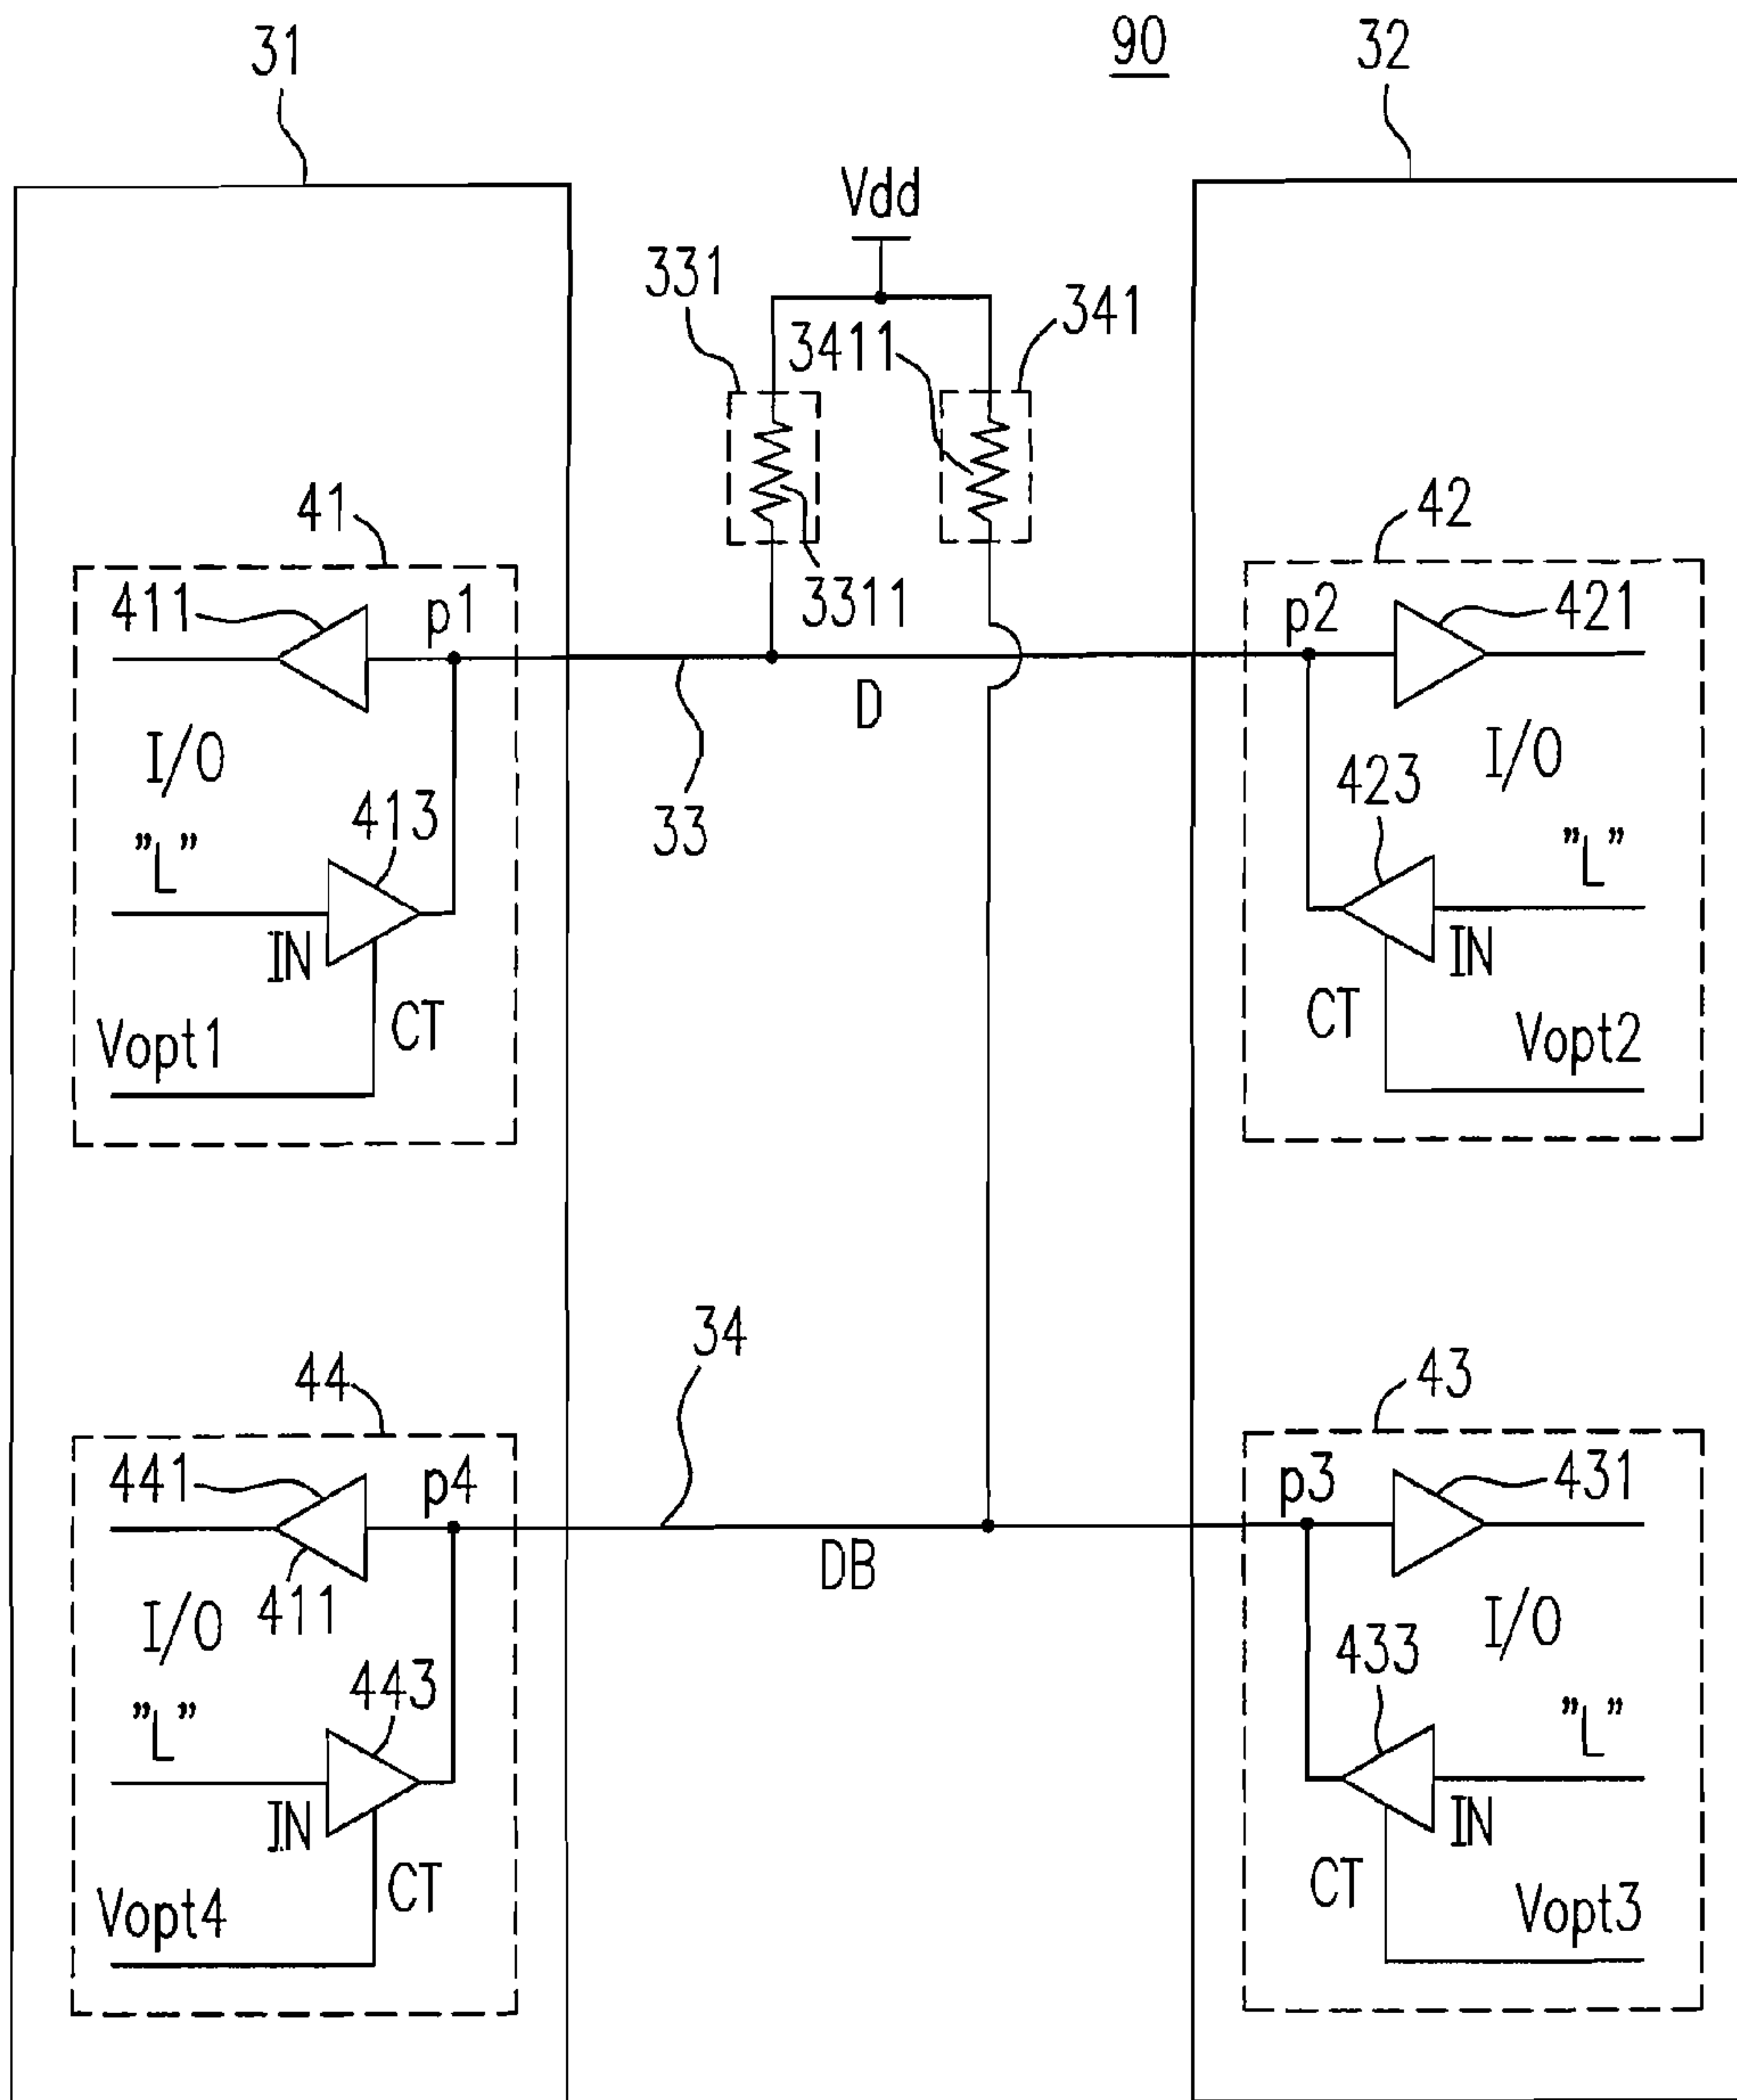 90
31
32
Vdd
331
3411
341
3311
41
42
411
p1
p2
421
I/O
D
I/O
33
413
423
"L"
"L"
IN
IN
CT
CT
Vopt1
Vopt2
34
44
43
441
p4
p3
431
411
DB
I/O
I/O
443
433
"L"
"L"
IN
IN
CT
CT
Vopt4
Vopt3